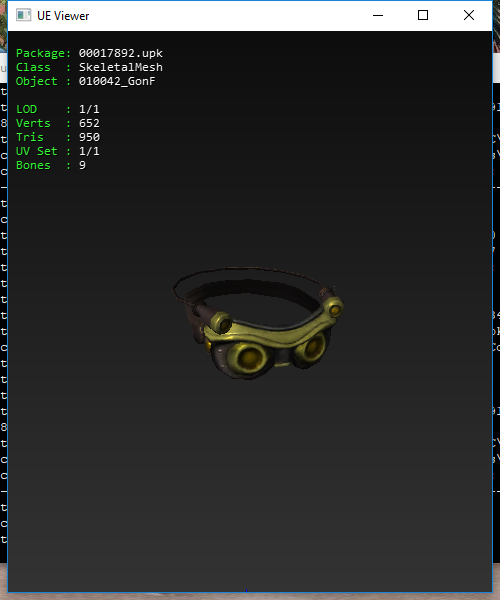 UE Viewer
Package: 00017892.upk
Class : SkeletalMesh
Object : 010042_GonF
LOD : 1/1
Verts : 652
Tris : 950
UV Set : 1/1
Bones : 9